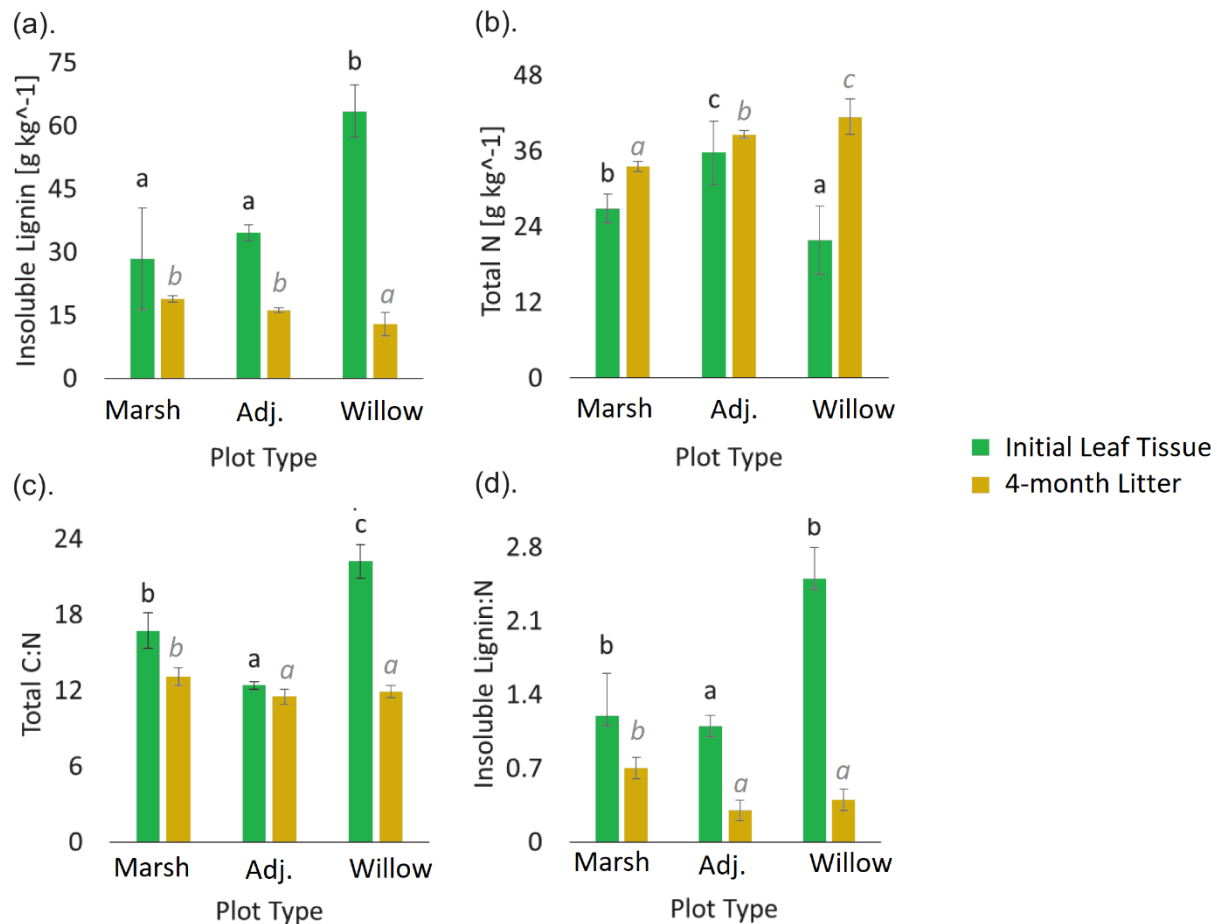 (a).
Insoluble Lignin [g kg^-1]
75
60
45
30
15
0
a
b
a
b
b
a
Marsh Adj. Willow
Plot Type
(b).
Total N [g kg^-1]
48
36
24
12
0
b
a
c
b
a
c
Marsh Adj. Willow
Plot Type
Initial Leaf Tissue
4-month Litter
(c).
Total C:N
24
18
12
6
0
b
b
a
a
c
a
Marsh Adj. Willow
Plot Type
(d).
Insoluble Lignin:N
2.8
2.1
1.4
0.7
0
b
b
a
a
b
a
Marsh Adj. Willow
Plot Type